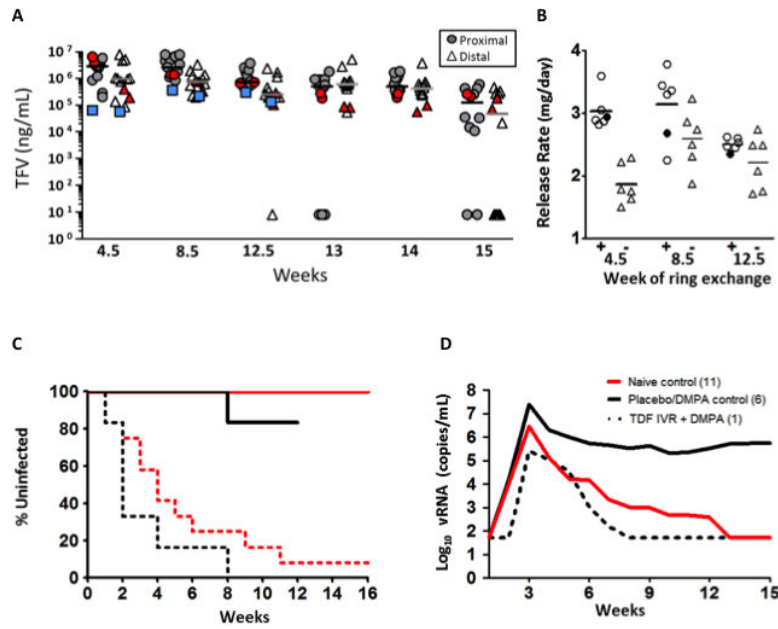 A
TFV (ng/mL)
10⁷
10⁶
10⁵
10⁴
10³
10²
10¹
10⁰
Proximal
Distal
4.5 8.5 12.5 13 14 15
Weeks
B
Release Rate (mg/day)
4
3
2
1
+ - + - + -
4.5 8.5 12.5
Week of ring exchange
C
% Uninfected
100
80
60
40
20
0
0 2 4 6 8 10 12 14 16
Weeks
D
Log₁₀ vRNA (copies/mL)
8
7
6
5
4
3
2
1
0
Naive control (11)
Placebo/DMPA control (6)
TDF IVR + DMPA (1)
3 6 9 12 15
Weeks